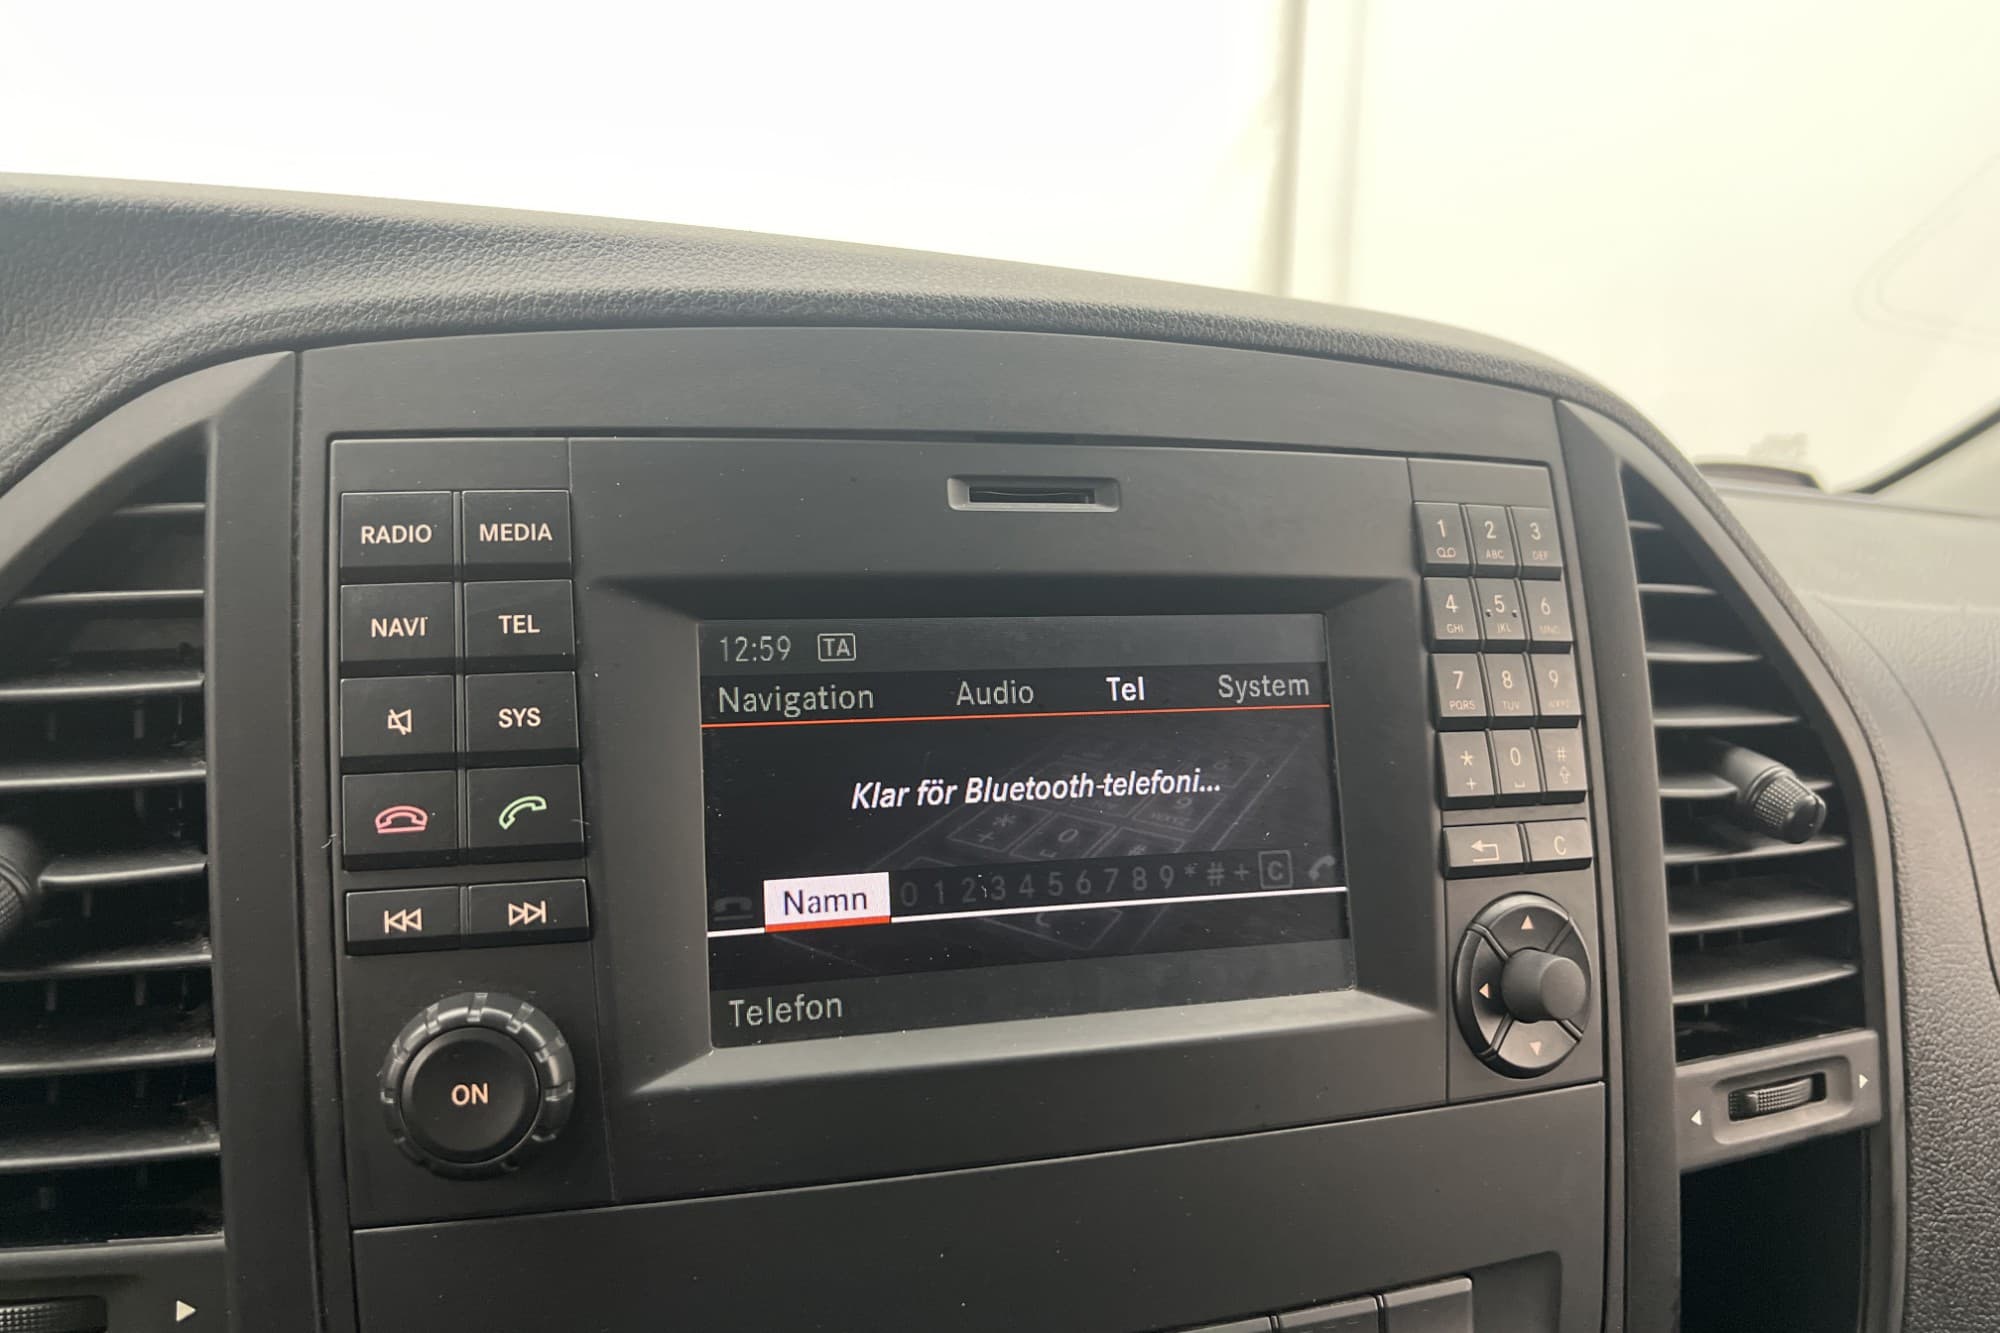 RADIO MEDIA
NAVI TEL
SYS
ON
12:59 TA
Navigation Audio Tel System
Klar för Bluetooth-telefoni...
Namn 0 1 2 3 4 5 6 7 8 9 * # + C
Telefon
1 2 3
ABC DEF
4 5 6
GHI JKL MNO
7 8 9
PQRS TUV WXYZ
* 0 #
+
C